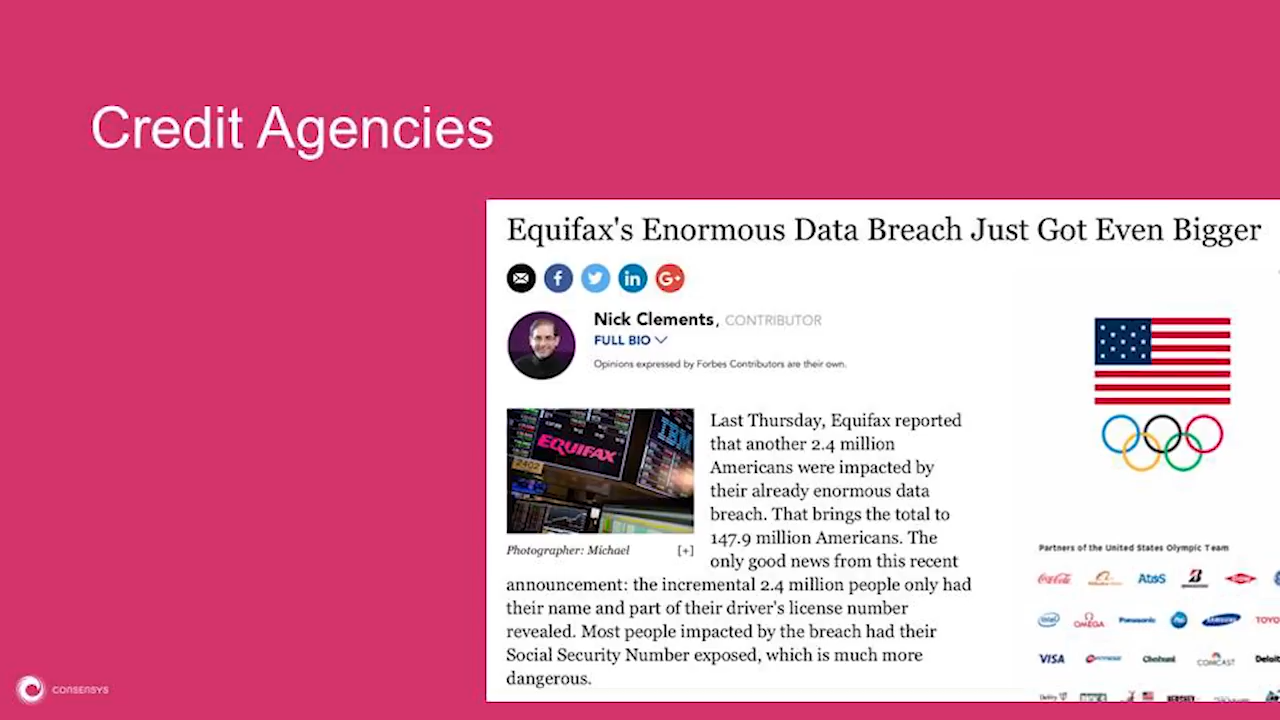 Credit Agencies
Equifax's Enormous Data Breach Just Got Even Bigger
Nick Clements, CONTRIBUTOR
FULL BIO
Opinions expressed by Forbes Contributors are their own.
EQUIFAX
IBM
2402
Photographer: Michael [+]
Last Thursday, Equifax reported
that another 2.4 million
Americans were impacted by
their already enormous data
breach. That brings the total to
147.9 million Americans. The
only good news from this recent
announcement: the incremental 2.4 million people only had
their name and part of their driver's license number
revealed. Most people impacted by the breach had their
Social Security Number exposed, which is much more
dangerous.
Partners of the United States Olympic Team
Coca-Cola AtoS
intel OMEGA Panasonic P&G SAMSUNG TOYO
VISA Chobani COMCAST Deloit
CONSENSYS